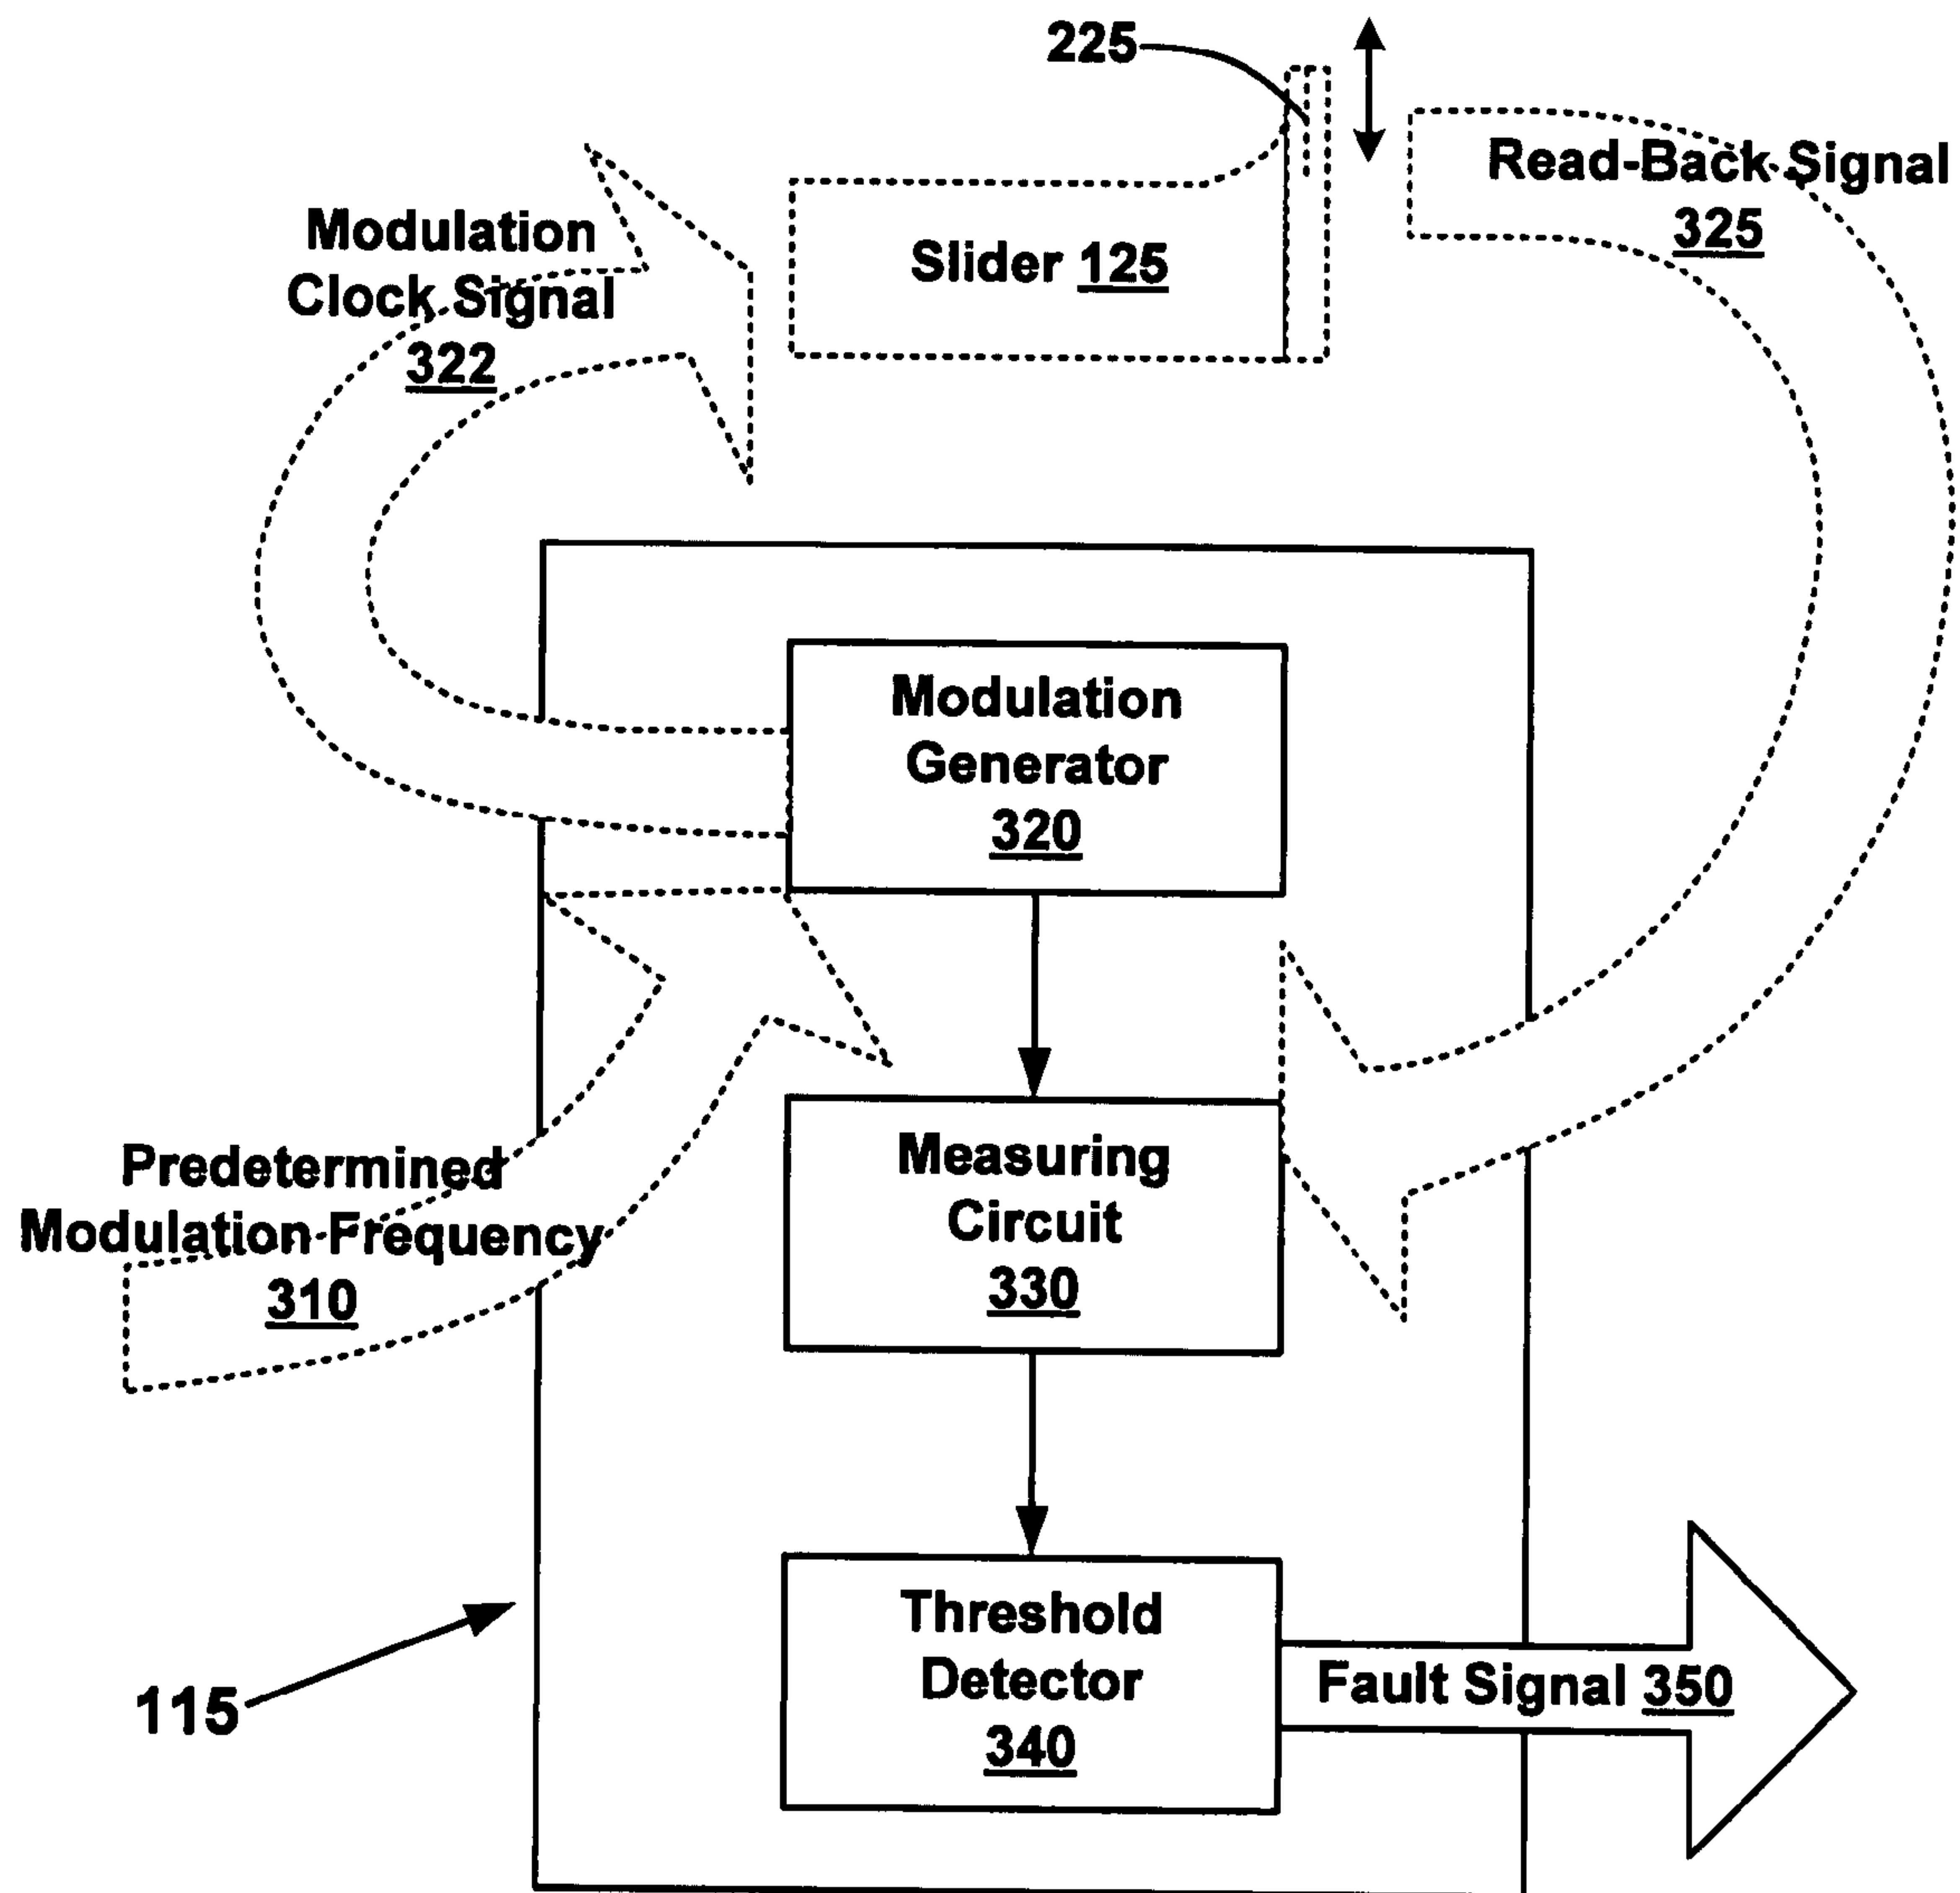 225
Read-Back Signal
325
Modulation
Clock Signal
322
Slider 125
Modulation
Generator
320
Predetermined
Modulation Frequency
310
Measuring
Circuit
330
Threshold
Detector
340
Fault Signal 350
115